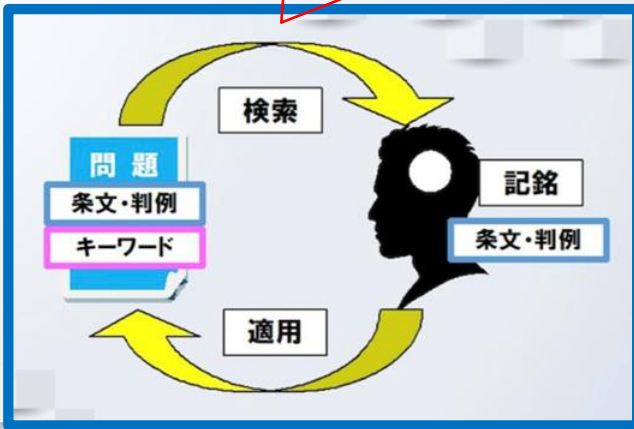 検索
問題
条文・判例
キーワード
記銘
条文・判例
適用